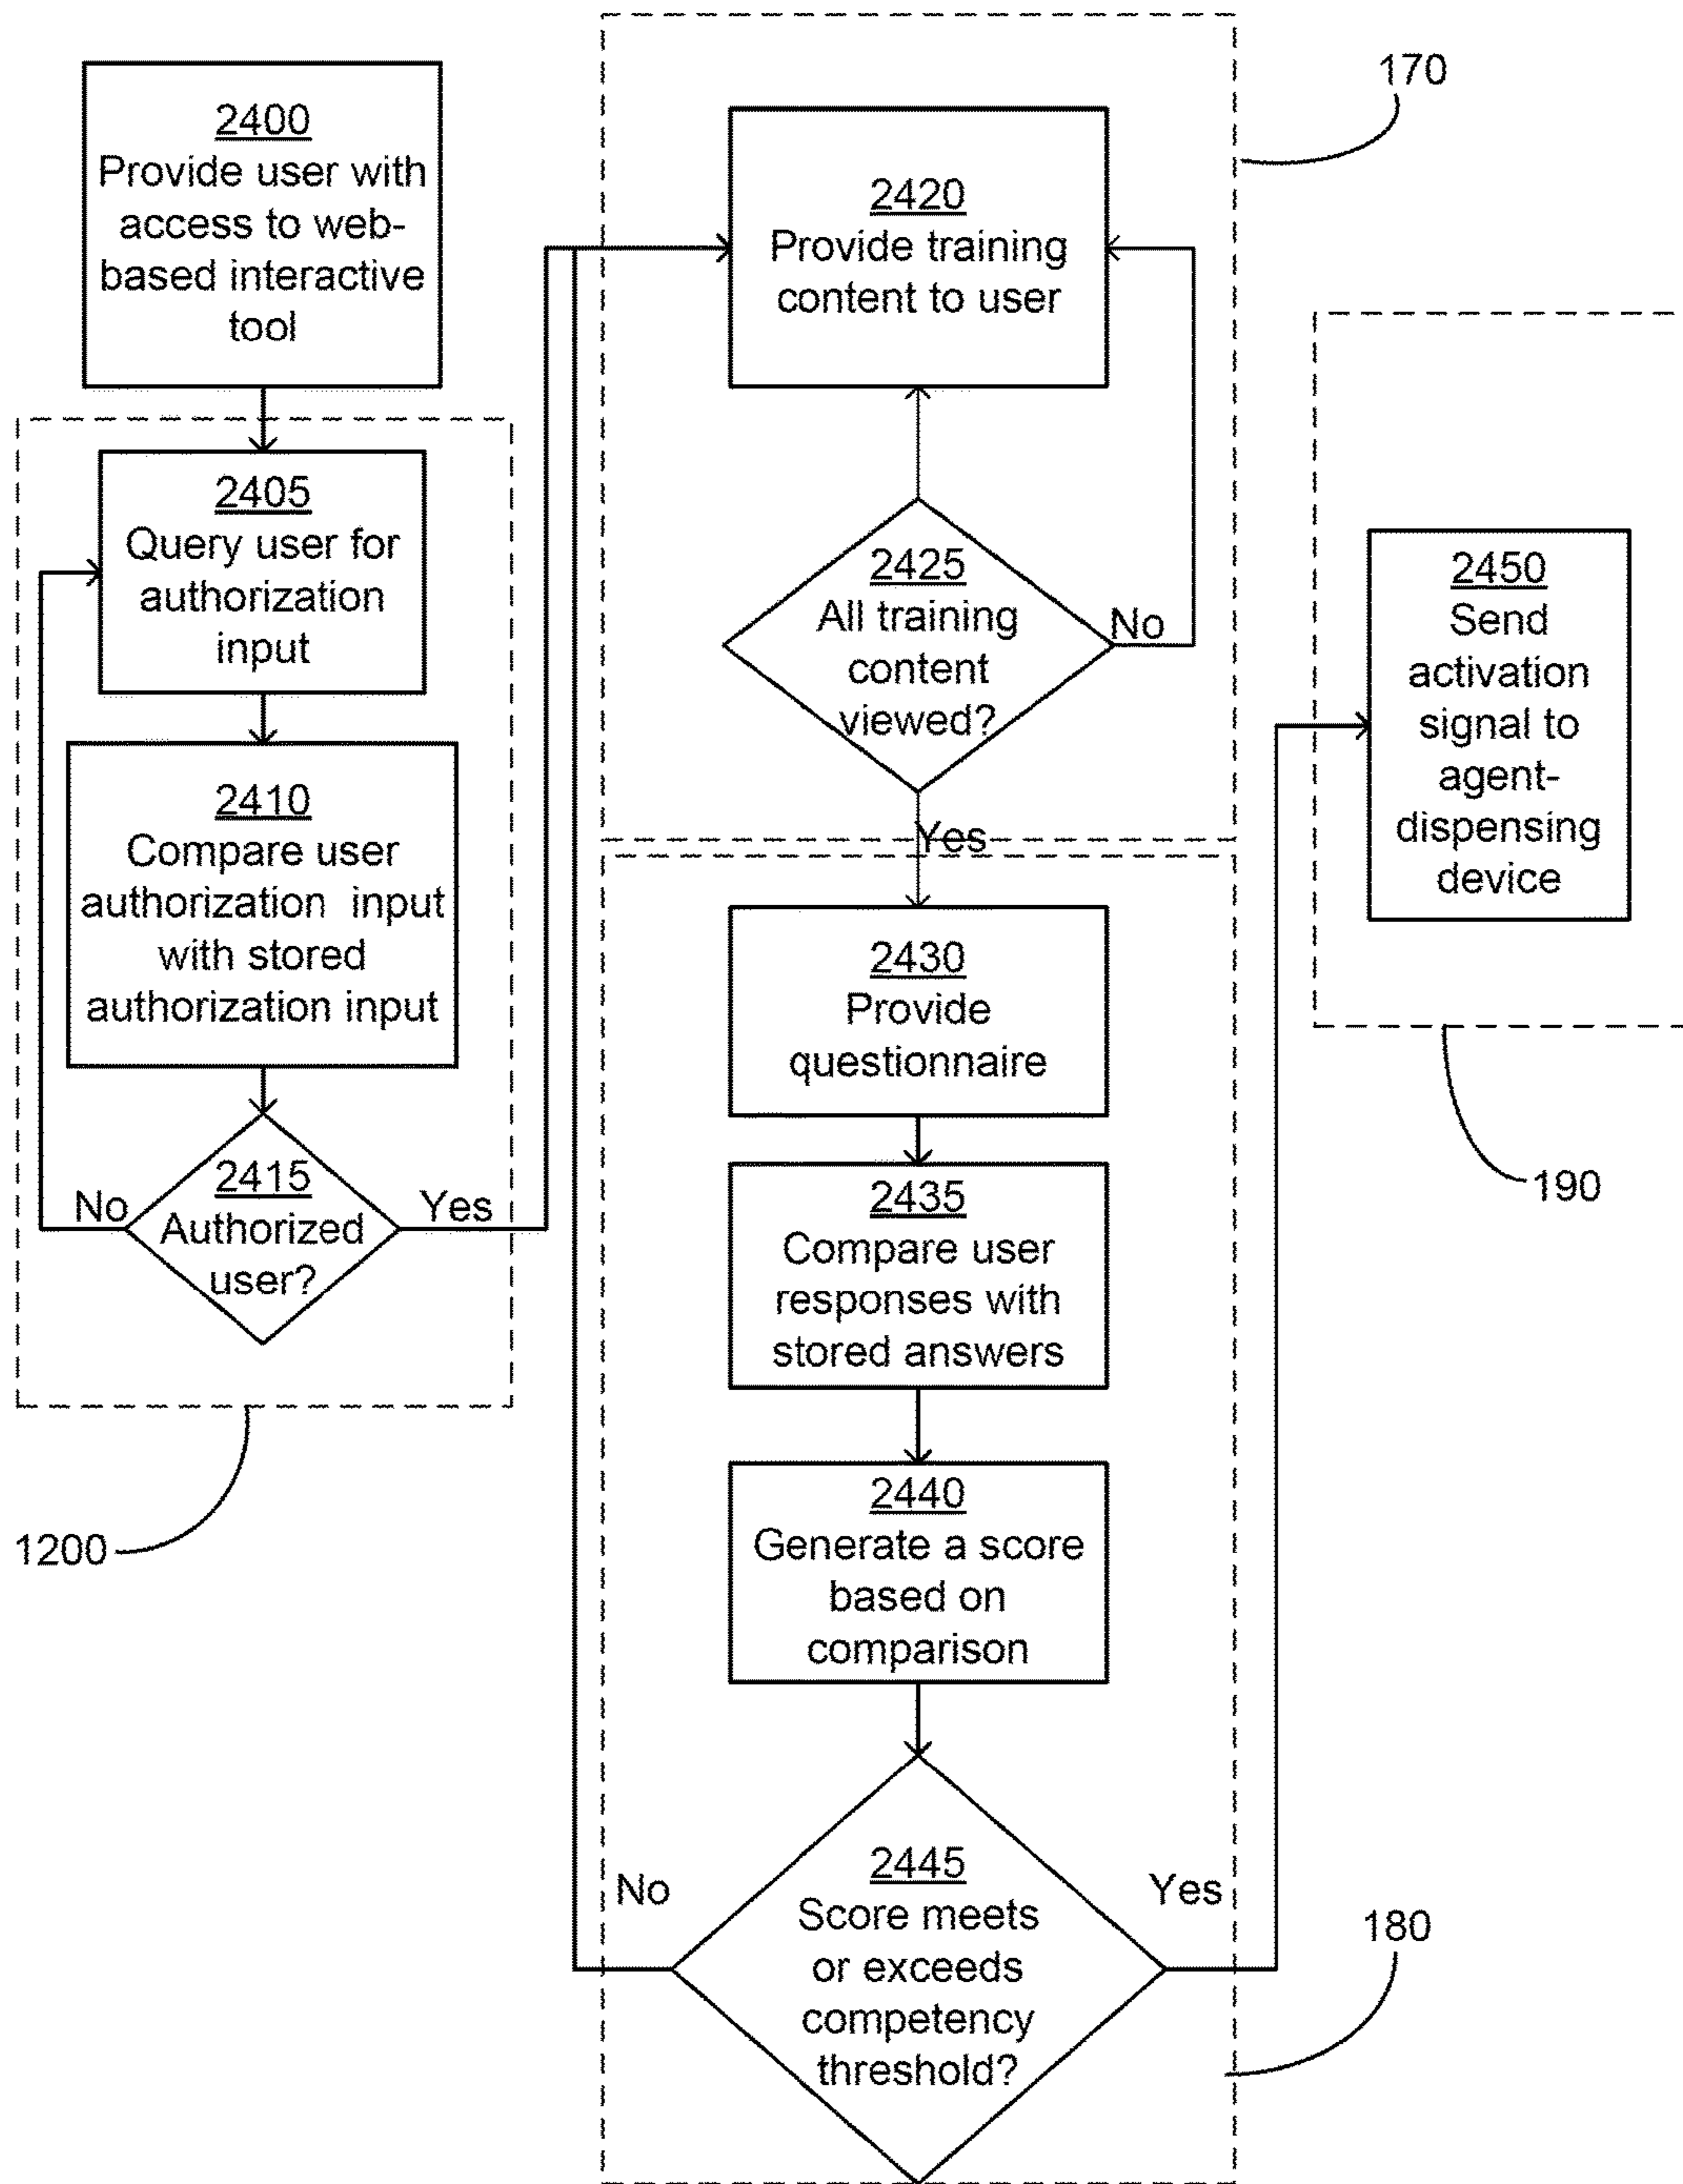 2400
Provide user with
access to web-
based interactive
tool
2405
Query user for
authorization
input
2410
Compare user
authorization input
with stored
authorization input
2415
Authorized
user?
No
Yes
1200
170
2420
Provide training
content to user
2425
All training
content
viewed?
No
Yes
2430
Provide
questionnaire
2435
Compare user
responses with
stored answers
2440
Generate a score
based on
comparison
2445
Score meets
or exceeds
competency
threshold?
No
Yes
180
2450
Send
activation
signal to
agent-
dispensing
device
190